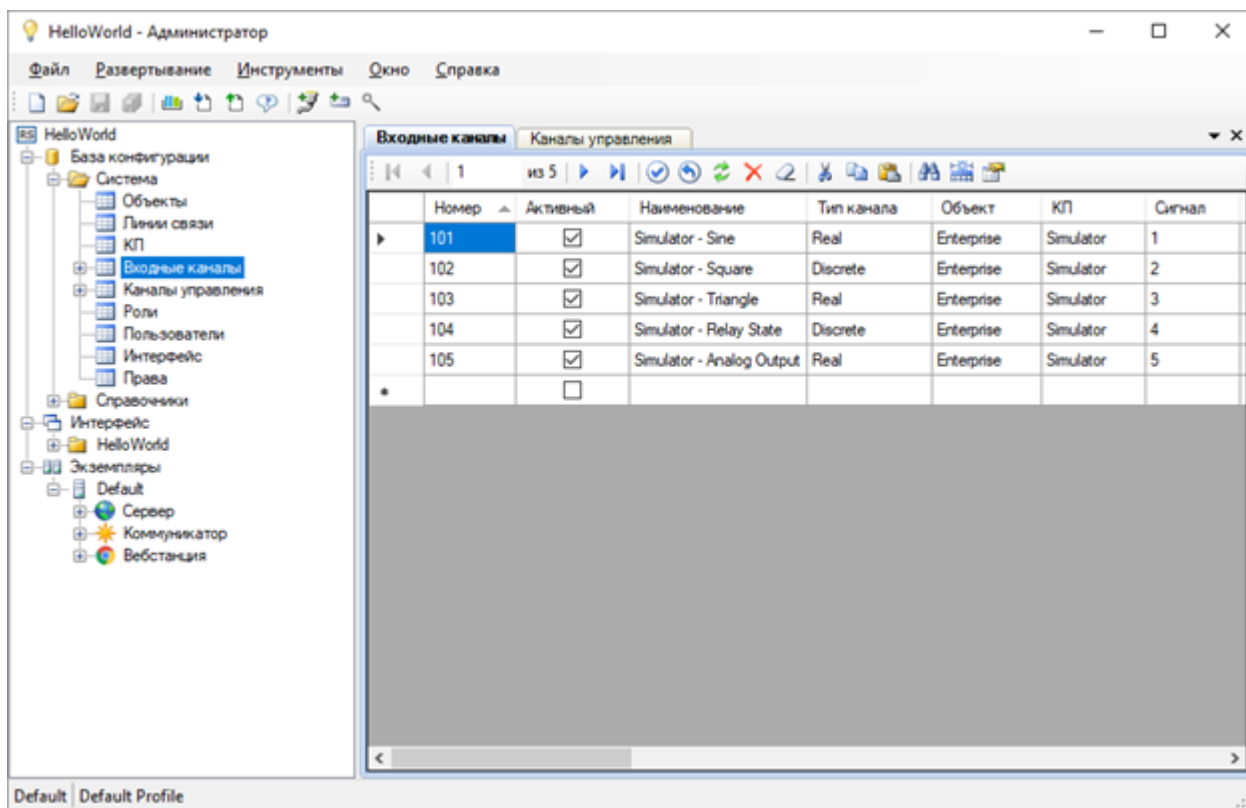 HelloWorld - Администратор
Файл Развертывание Инструменты Окно Справка
RS HelloWorld
База конфигурации
Система
Объекты
Линии связи
КП
Входные каналы
Каналы управления
Роли
Пользователи
Интерфейс
Права
Справочники
Интерфейс
HelloWorld
Экземпляры
Default
Сервер
Коммуникатор
Вебстанция
Входные каналы Каналы управления
1 из 5
Номер Активный Наименование Тип канала Объект КП Сигнал
101 Simulator - Sine Real Enterprise Simulator 1
102 Simulator - Square Discrete Enterprise Simulator 2
103 Simulator - Triangle Real Enterprise Simulator 3
104 Simulator - Relay State Discrete Enterprise Simulator 4
105 Simulator - Analog Output Real Enterprise Simulator 5
Default Default Profile